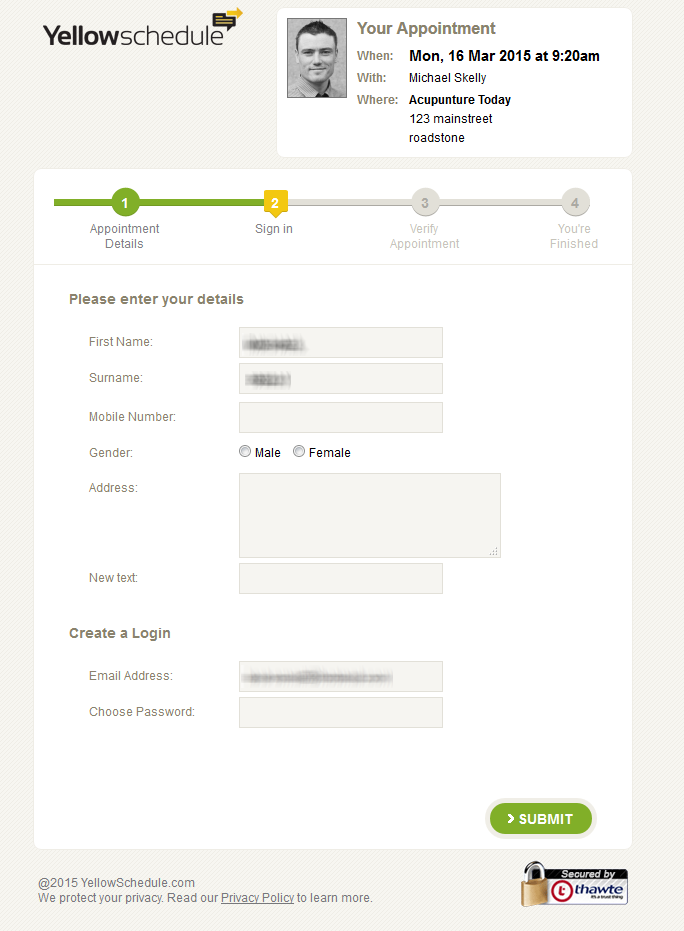 Yellowschedule
Your Appointment
When: Mon, 16 Mar 2015 at 9:20am
With: Michael Skelly
Where: Acupunture Today
123 mainstreet
roadstone
1 2 3 4
Appointment Details
Sign in
Verify Appointment
You're Finished
Please enter your details
First Name:
Surname:
Mobile Number:
Gender: Male Female
Address:
New text:
Create a Login
Email Address:
Choose Password:
> SUBMIT
@2015 YellowSchedule.com
We protect your privacy. Read our Privacy Policy to learn more.
Secured by
thawte
it's a trust thing